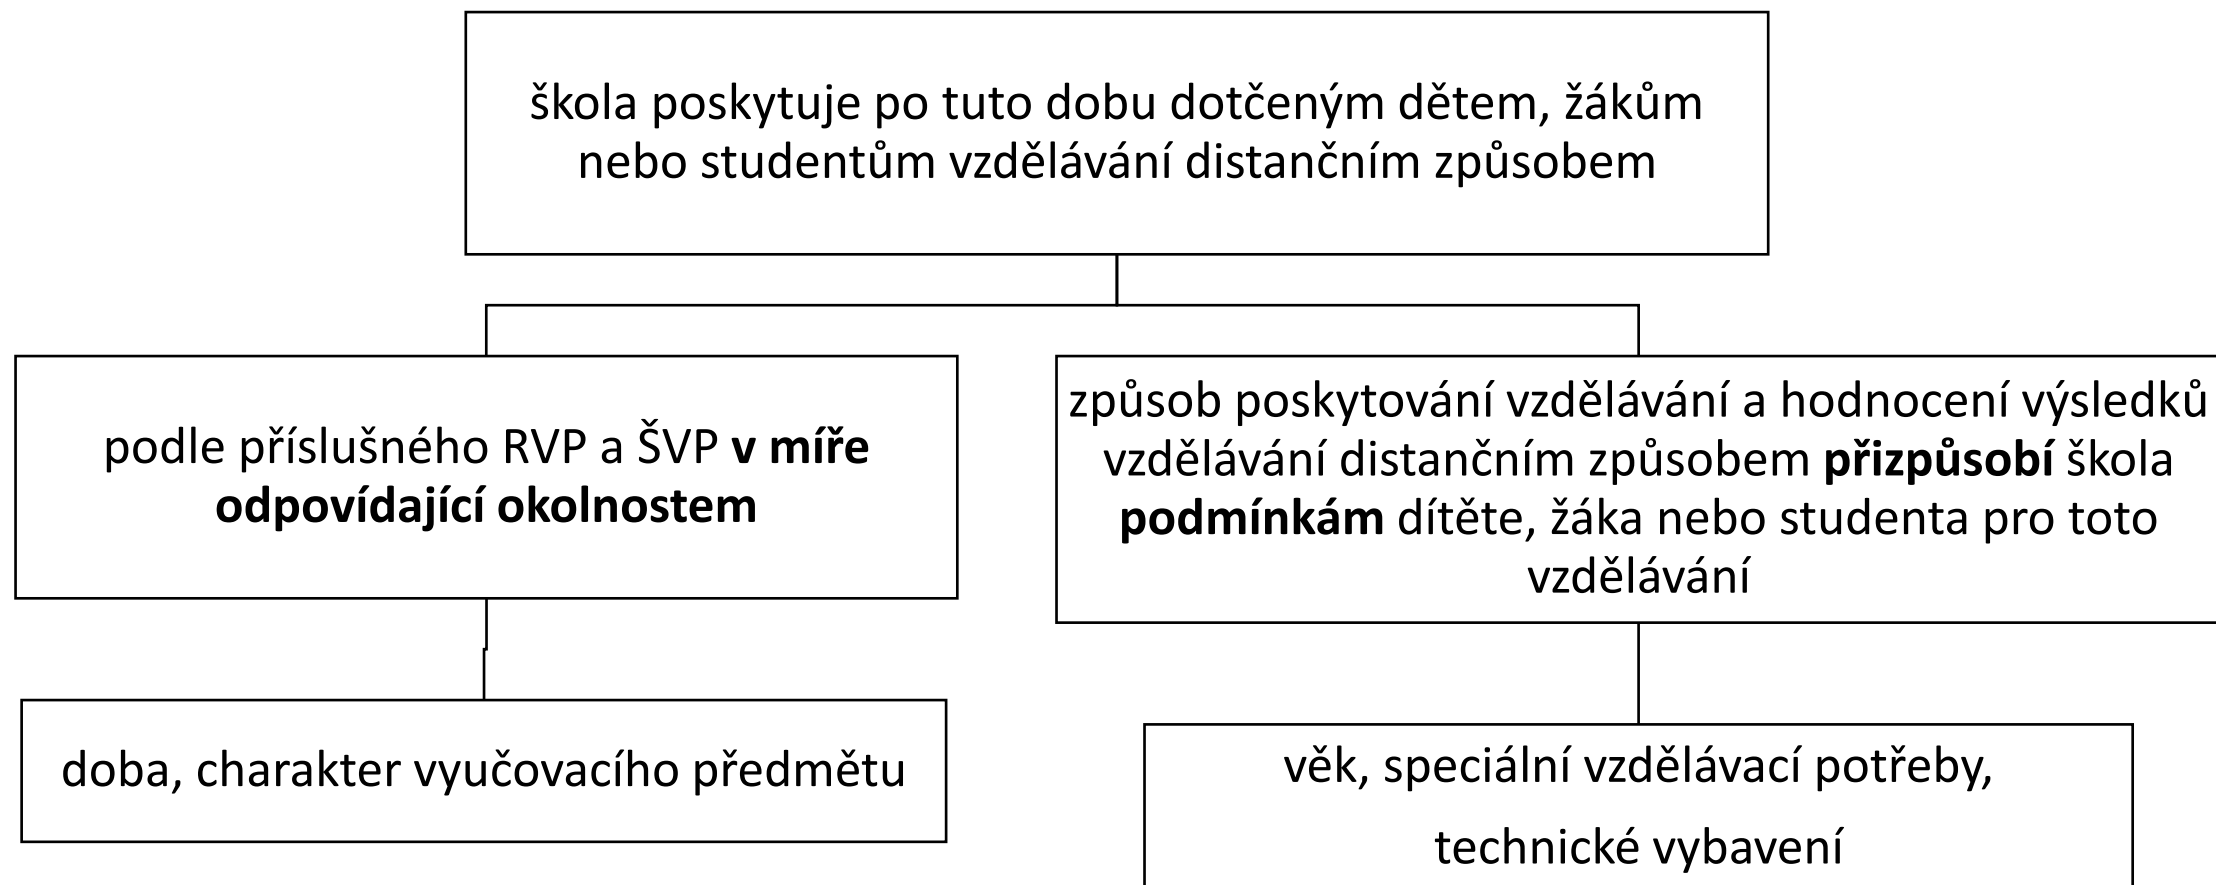 škola poskytuje po tuto dobu dotčeným dětem, žákům
nebo studentům vzdělávání distančním způsobem
podle příslušného RVP a ŠVP v míře
odpovídající okolnostem
způsob poskytování vzdělávání a hodnocení výsledků
vzdělávání distančním způsobem přizpůsobí škola
podmínkám dítěte, žáka nebo studenta pro toto
vzdělávání
doba, charakter vyučovacího předmětu
věk, speciální vzdělávací potřeby,
technické vybavení